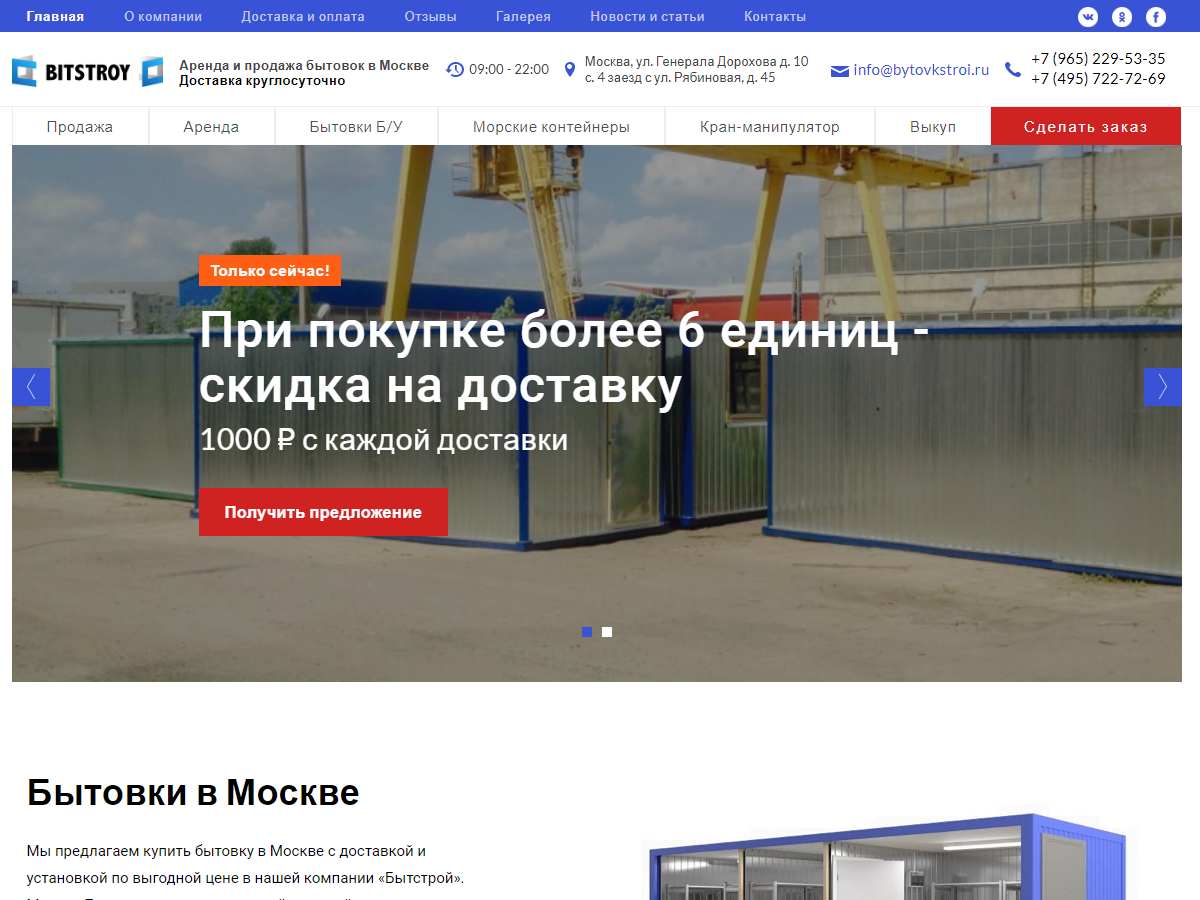 Главная
О компании
Доставка и оплата
Отзывы
Галерея
Новости и статьи
Контакты
BITSTROY
Аренда и продажа бытовок в Москве
Доставка круглосуточно
09:00 - 22:00
Москва, ул. Генерала Дорохова д. 10
с. 4 заезд с ул. Рябиновая, д. 45
info@bytovkstroi.ru
+7 (965) 229-53-35
+7 (495) 722-72-69
Продажа
Аренда
Бытовки Б/У
Морские контейнеры
Кран-манипулятор
Выкуп
Сделать заказ
Только сейчас!
При покупке более 6 единиц -
скидка на доставку
1000 ₽ с каждой доставки
Получить предложение
Бытовки в Москве
Мы предлагаем купить бытовку в Москве с доставкой и
установкой по выгодной цене в нашей компании «Бытстрой».